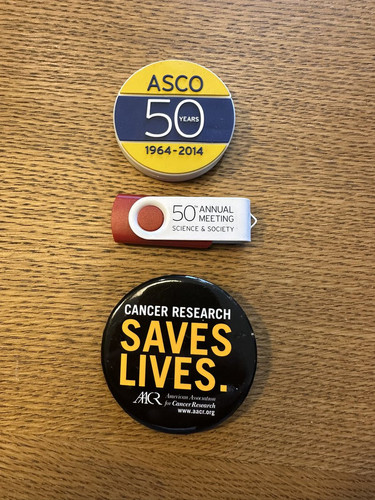 ASCO
50 YEARS
1964-2014
50TH ANNUAL
MEETING
SCIENCE & SOCIETY
CANCER RESEARCH
SAVES
LIVES.
AACR American Association
for Cancer Research
www.aacr.org